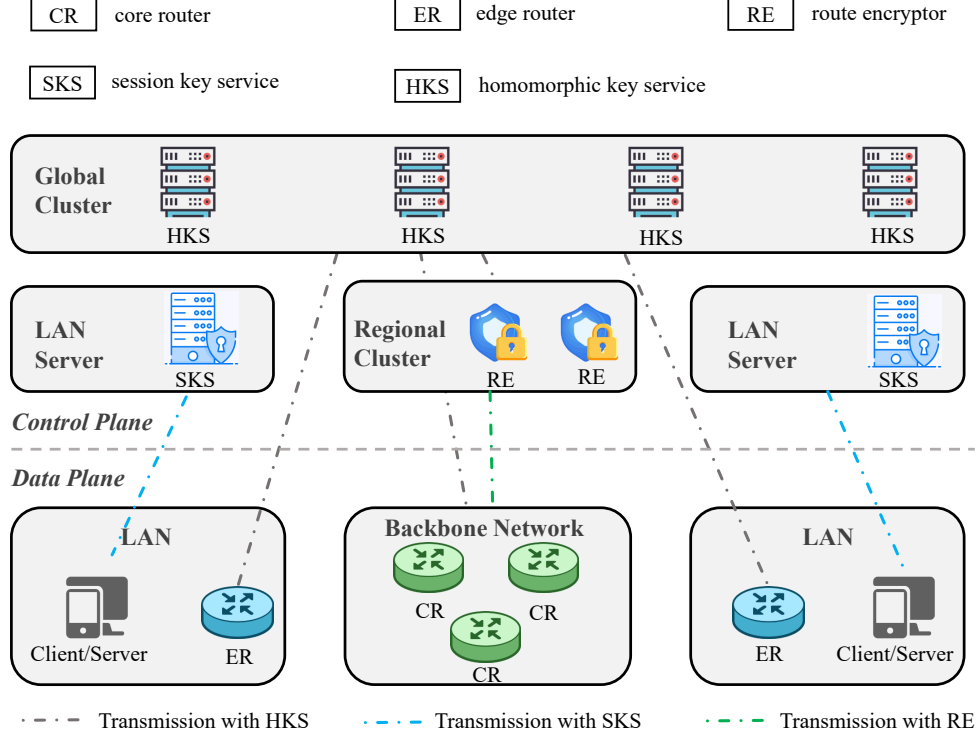 CR core router ER edge router RE route encryptor
SKS session key service HKS homomorphic key service
Global
Cluster
HKS HKS HKS HKS
LAN
Server
SKS
Regional
Cluster
RE RE
LAN
Server
SKS
Control Plane
Data Plane
LAN
Client/Server ER
Backbone Network
CR CR
CR
LAN
ER Client/Server
Transmission with HKS Transmission with SKS Transmission with RE